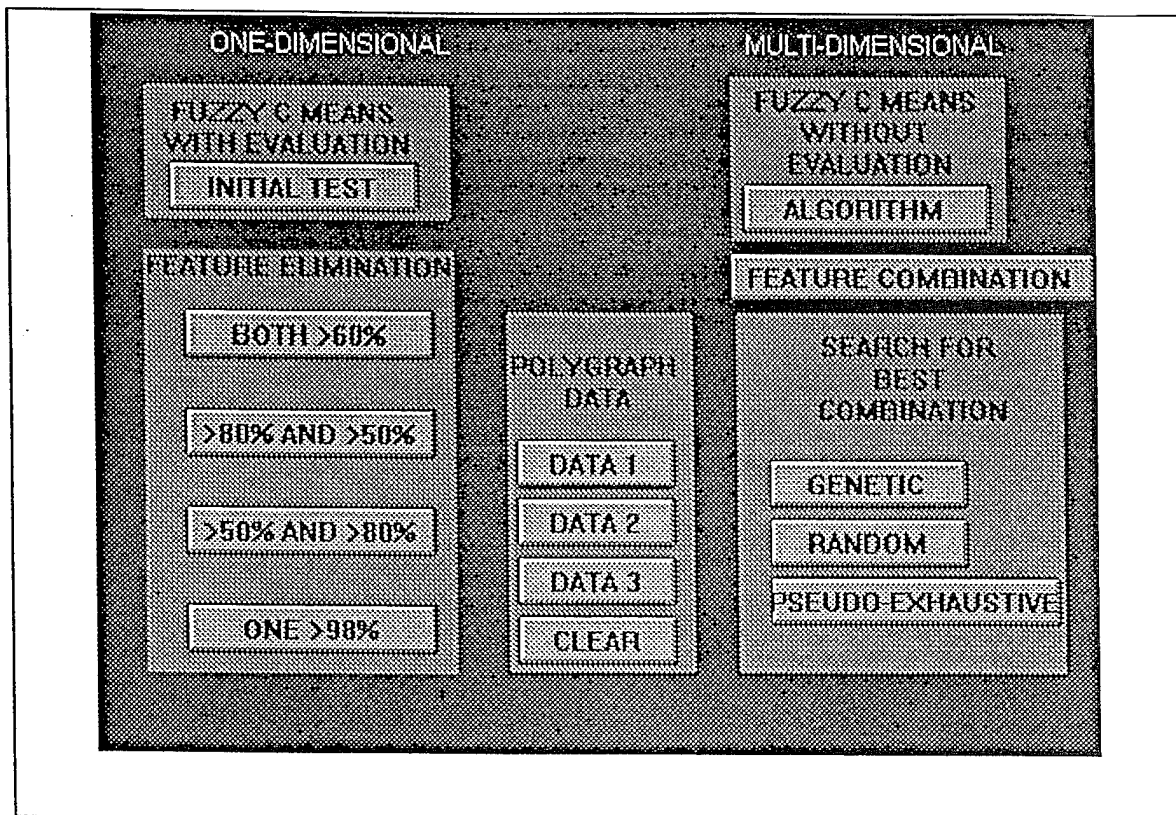 ONE-DIMENSIONAL
FUZZY C MEANS
WITH EVALUATION
INITIAL TEST
FEATURE ELIMINATION
BOTH >60%
>80% AND >50%
>50% AND >80%
ONE >98%
POLYGRAPH
DATA
DATA 1
DATA 2
DATA 3
CLEAR
MULTI-DIMENSIONAL
FUZZY C MEANS
WITHOUT
EVALUATION
ALGORITHM
FEATURE COMBINATION
SEARCH FOR
BEST
COMBINATION
GENETIC
RANDOM
PSEUDO-EXHAUSTIVE